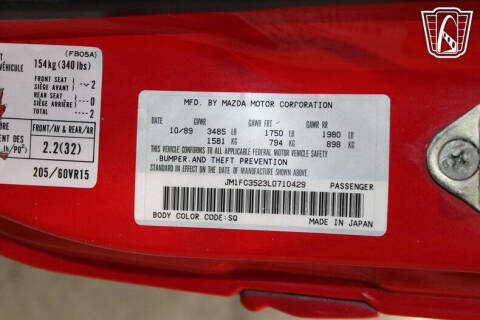 (FB05A)
VÉHICULE 154kg(340 lbs)
FRONT SEAT
SIÈGE AVANT 2
REAR SEAT
SIÈGE ARRIÈRE 0
TOTAL 2
FRONT/AV & REAR/AR
2.2(32)
205/60VR15
MFD. BY MAZDA MOTOR CORPORATION
DATE GVWR GAWR FR GAWR RR
10/89 3485 LB 1750 LB 1980 LB
1581 KG 794 KG 898 KG
THIS VEHICLE CONFORMS TO ALL APPLICABLE FEDERAL MOTOR VEHICLE SAFETY
BUMPER.AND THEFT PREVENTION
STANDARD IN EFFECT ON THE DATE OF MANUFACTURE SHOWN ABOVE.
JM1FC3523L0710429 PASSENGER
BODY COLOR CODE:SQ MADE IN JAPAN